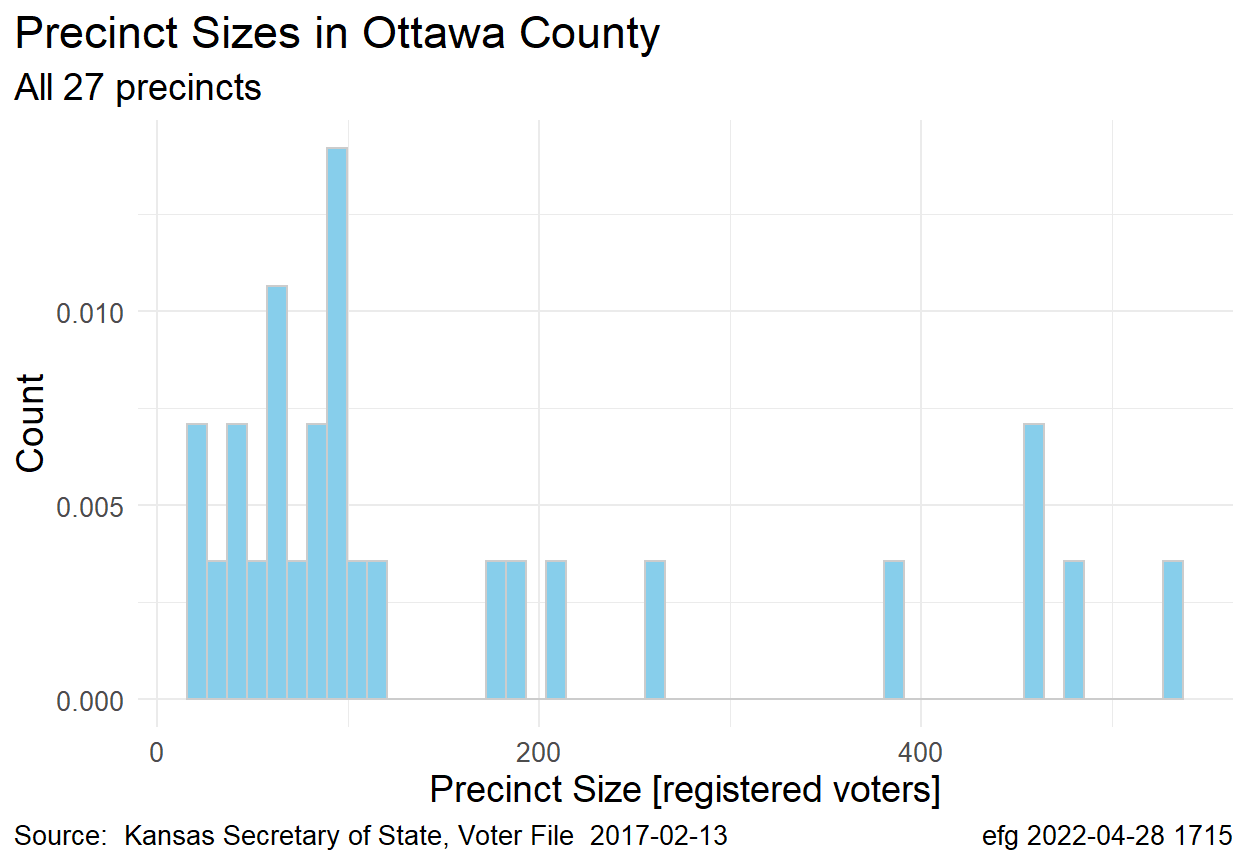 Precinct Sizes in Ottawa County
All 27 precincts
0.010
0.005
0.000
Count
0 200 400
Precinct Size [registered voters]
Source:  Kansas Secretary of State, Voter File  2017-02-13 efg 2022-04-28 1715